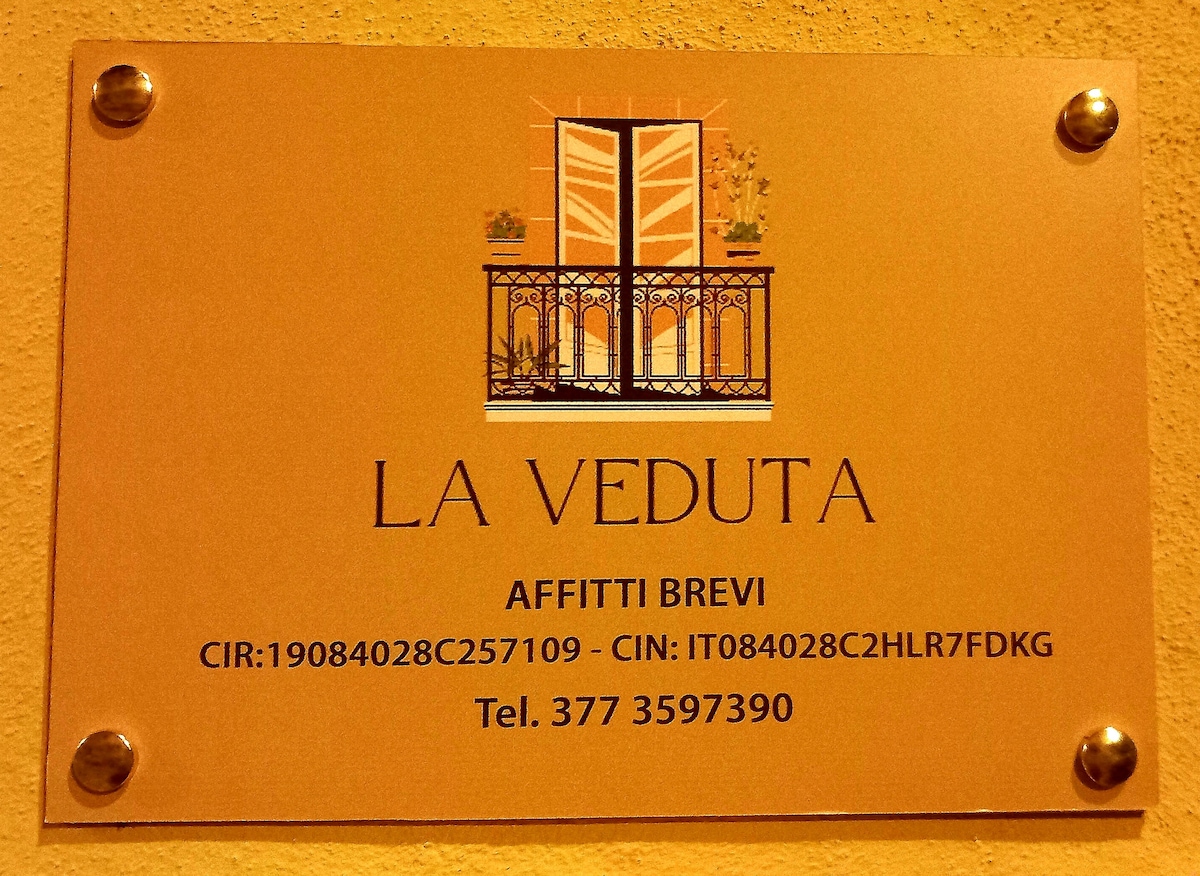 LA VEDUTA
AFFITTI BREVI
CIR:19084028C257109 - CIN: IT084028C2HLR7FDKG
Tel. 377 3597390